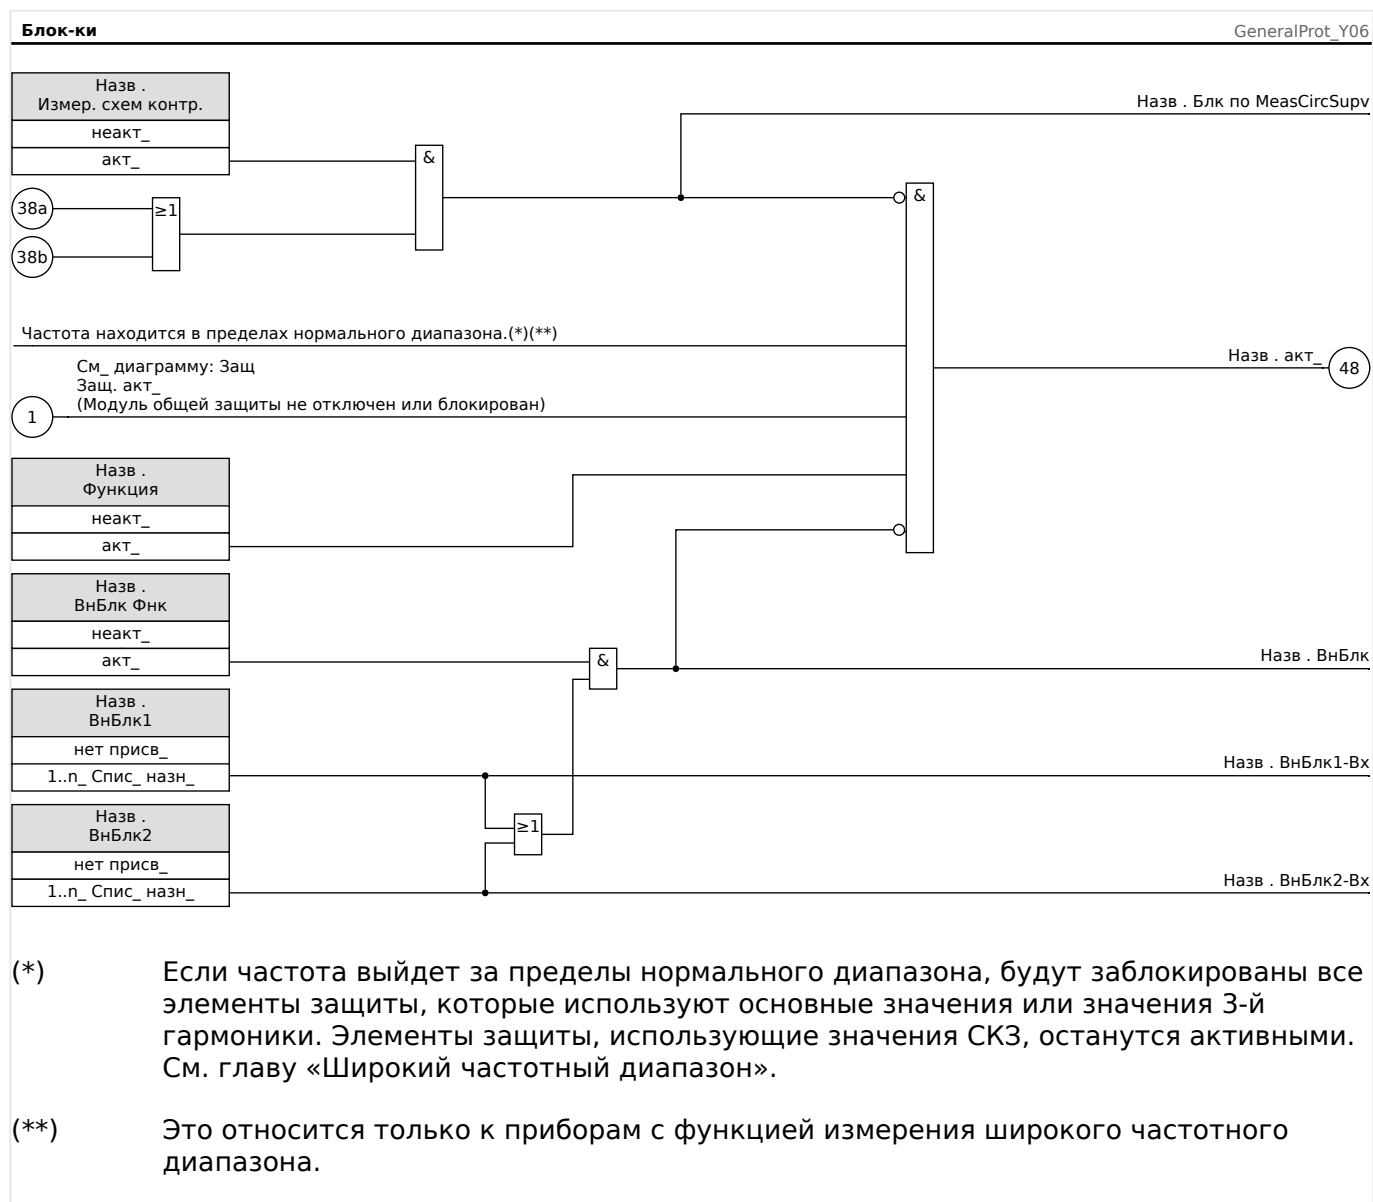 Блок-ки
GeneralProt_Y06
Назв .
Измер. схем контр.
неакт_
акт_
Назв . Блк по MeasCircSupv
&
38a
38b
≥1
&
Частота находится в пределах нормального диапазона.(*)(**)
См_ диаграмму: Защ
Защ. акт_
(Модуль общей защиты не отключен или блокирован)
1
Назв . акт_
48
Назв .
Функция
неакт_
акт_
Назв .
ВнБлк Фнк
неакт_
акт_
&
Назв . ВнБлк
Назв .
ВнБлк1
нет присв_
1..n_ Спис_ назн_
Назв . ВнБлк1-Вх
≥1
Назв .
ВнБлк2
нет присв_
1..n_ Спис_ назн_
Назв . ВнБлк2-Вх
(*) Если частота выйдет за пределы нормального диапазона, будут заблокированы все
элементы защиты, которые используют основные значения или значения 3-й
гармоники. Элементы защиты, использующие значения СКЗ, останутся активными.
См. главу «Широкий частотный диапазон».
(**) Это относится только к приборам с функцией измерения широкого частотного
диапазона.